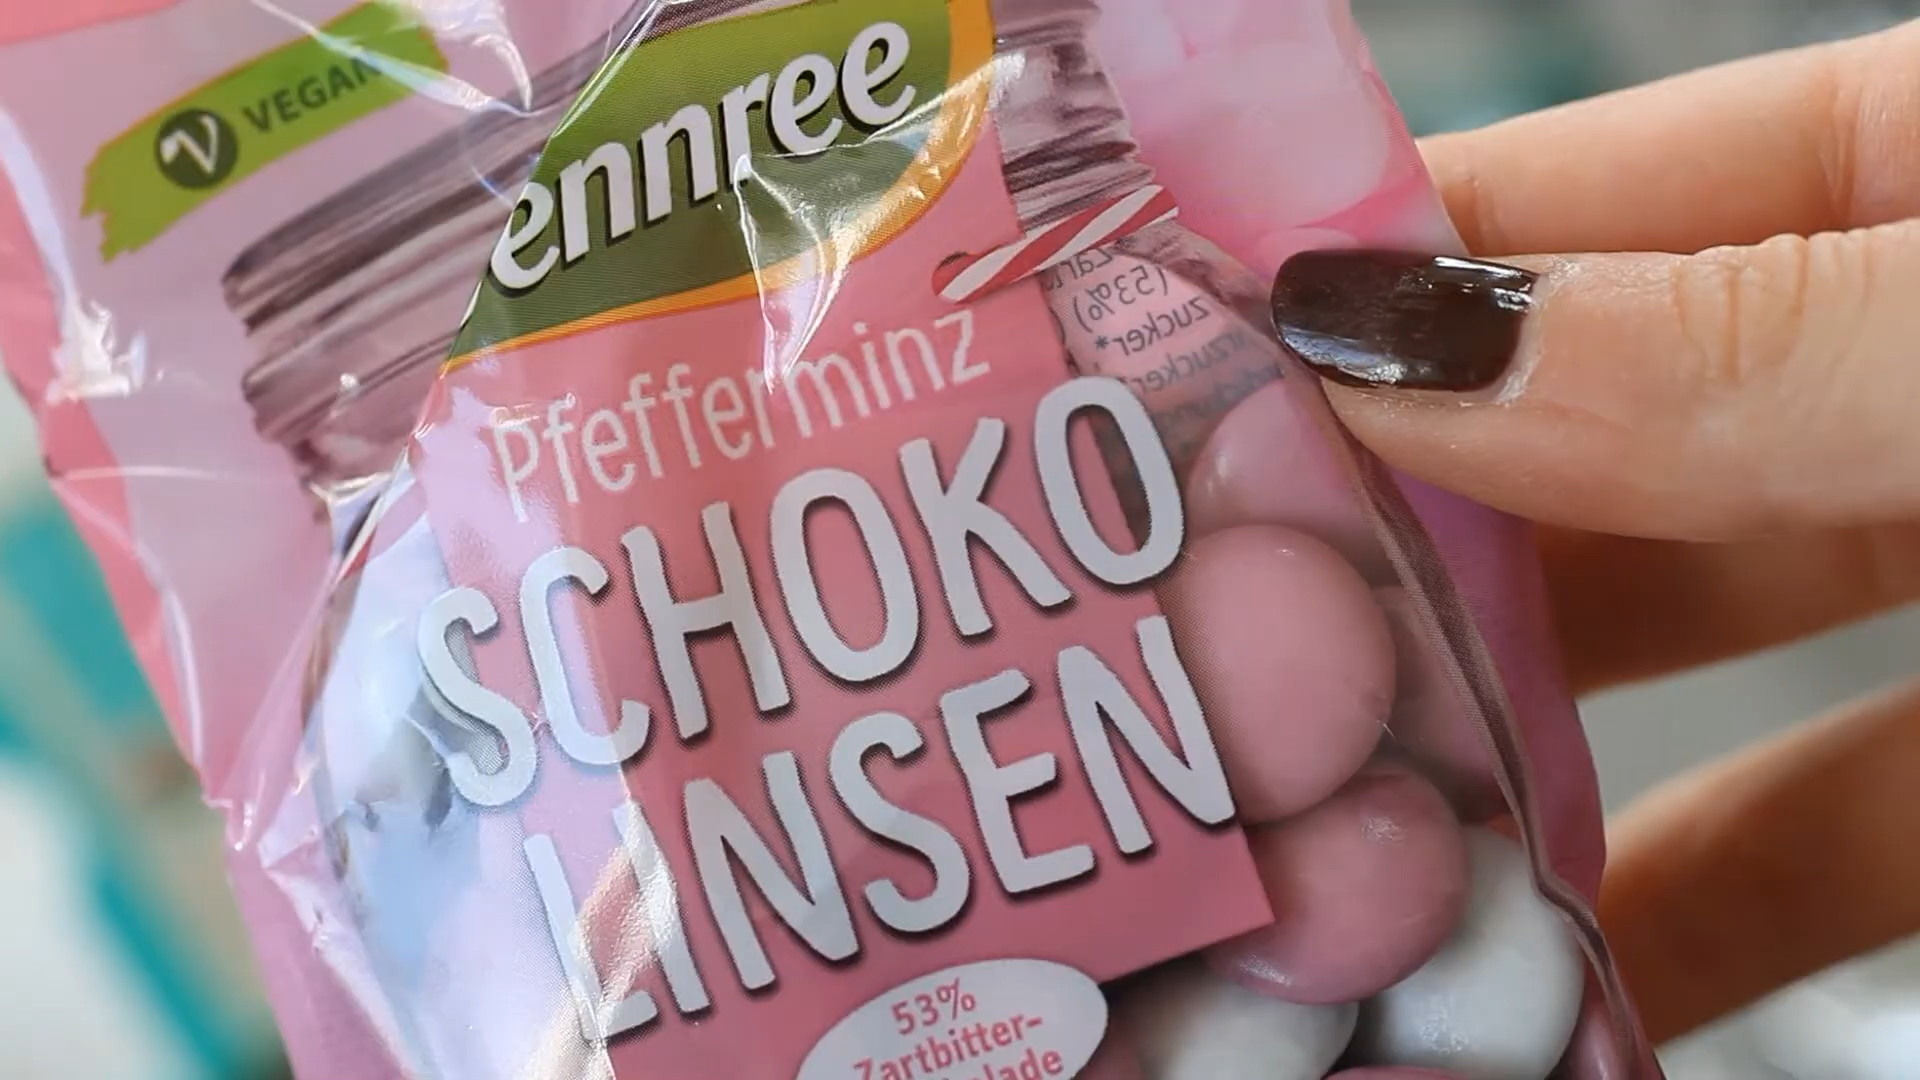 VEGAN
ennree
Pfefferminz
SCHOKO
LINSEN
53%
Zartbitter-
(53%)
zucker*